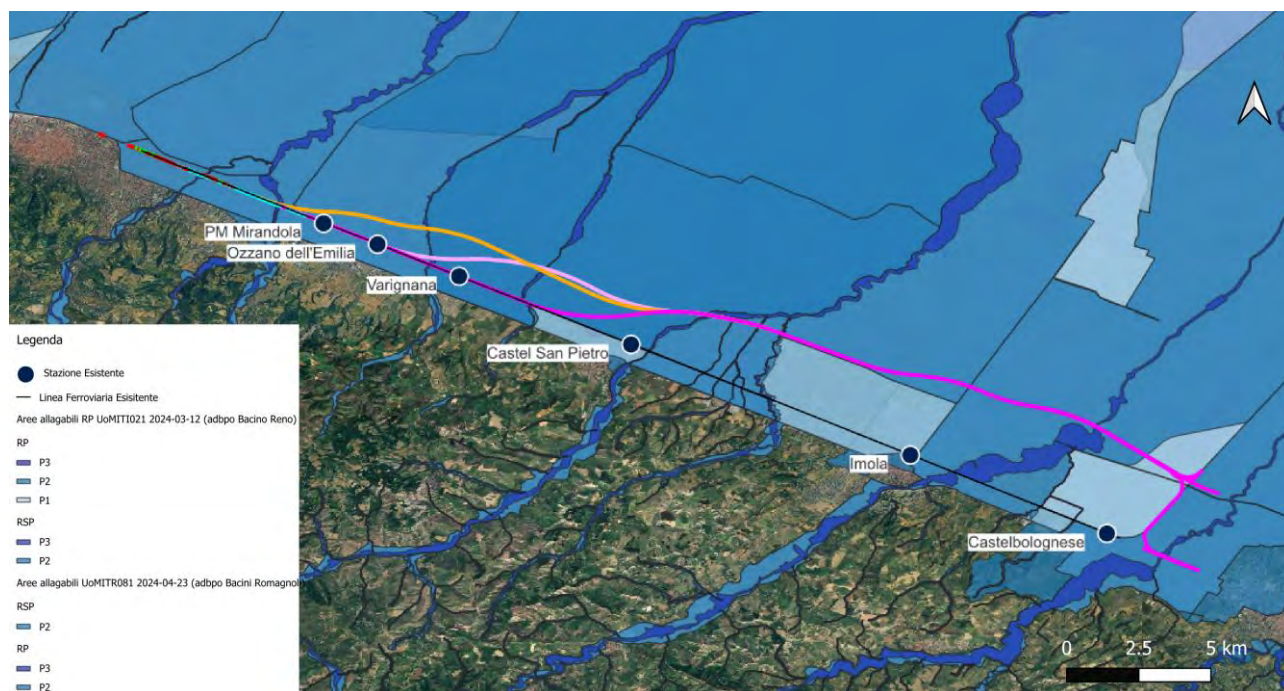 PM Mirandola
Ozzano dell'Emilia
Varignana
Castel San Pietro
Imola
Castelbolognese
Legenda
Stazione Esistente
Linea Ferroviaria Esisitente
Aree allagabili RP UoMITI021 2024-03-12 (adbpo Bacino Reno)
RP
P3
P2
P1
RSP
P3
P2
Aree allagabili UoMITR081 2024-04-23 (adbpo Bacini Romagnol
RSP
P2
RP
P3
P2
0 2.5 5 km